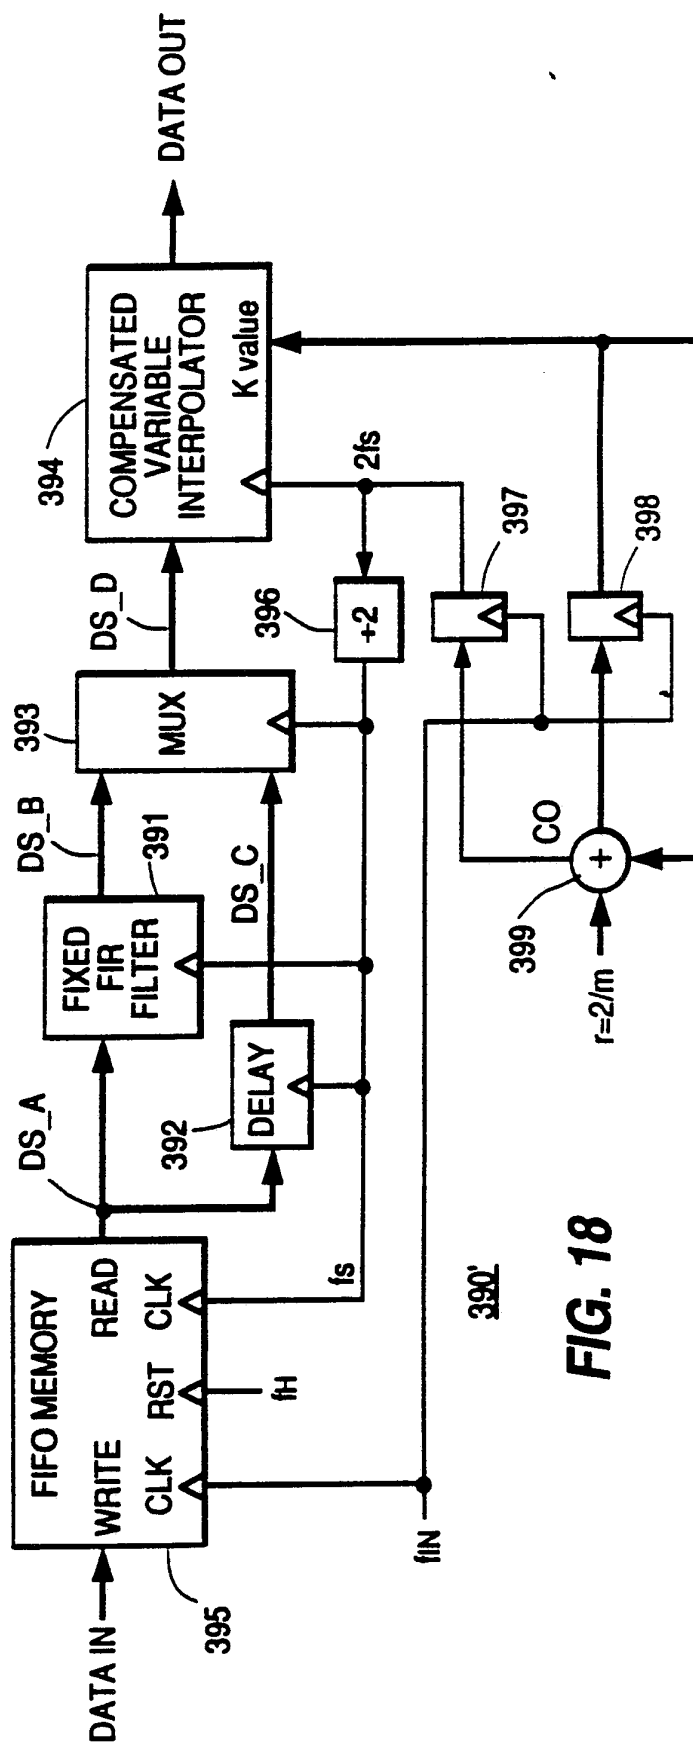 DATA IN
395
FIFO MEMORY
WRITE
READ
CLK
RST
CLK
fH
fs
fIN
DS_A
392
DELAY
FIXED
FIR
FILTER
391
DS_B
DS_C
393
MUX
DS_D
394
COMPENSATED
VARIABLE
INTERPOLATOR
K value
DATA OUT
396
+2
2fs
397
398
CO
399
+
r=2/m
390'
FIG. 18